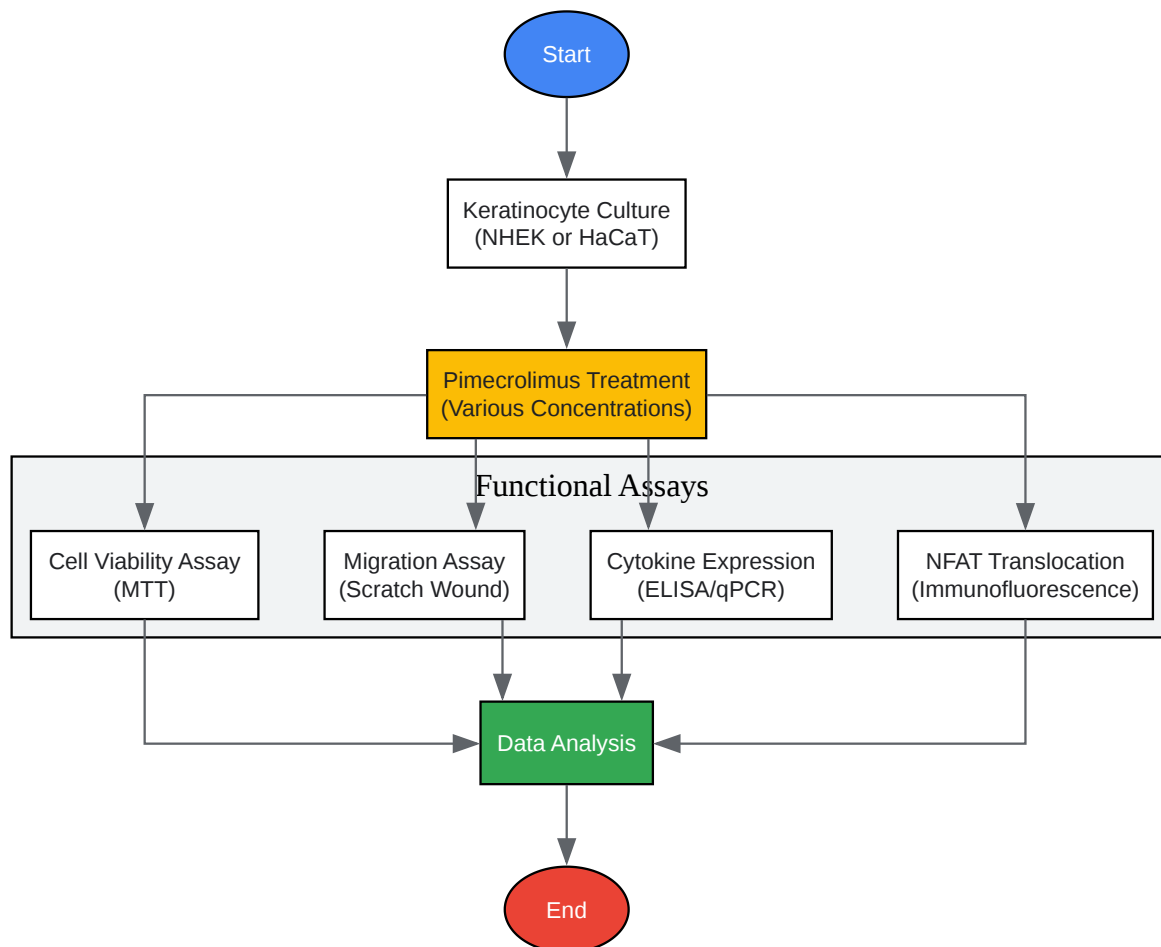 Start
Keratinocyte Culture
(NHEK or HaCaT)
Pimecrolimus Treatment
(Various Concentrations)
Functional Assays
Cell Viability Assay
(MTT)
Migration Assay
(Scratch Wound)
Cytokine Expression
(ELISA/qPCR)
NFAT Translocation
(Immunofluorescence)
Data Analysis
End